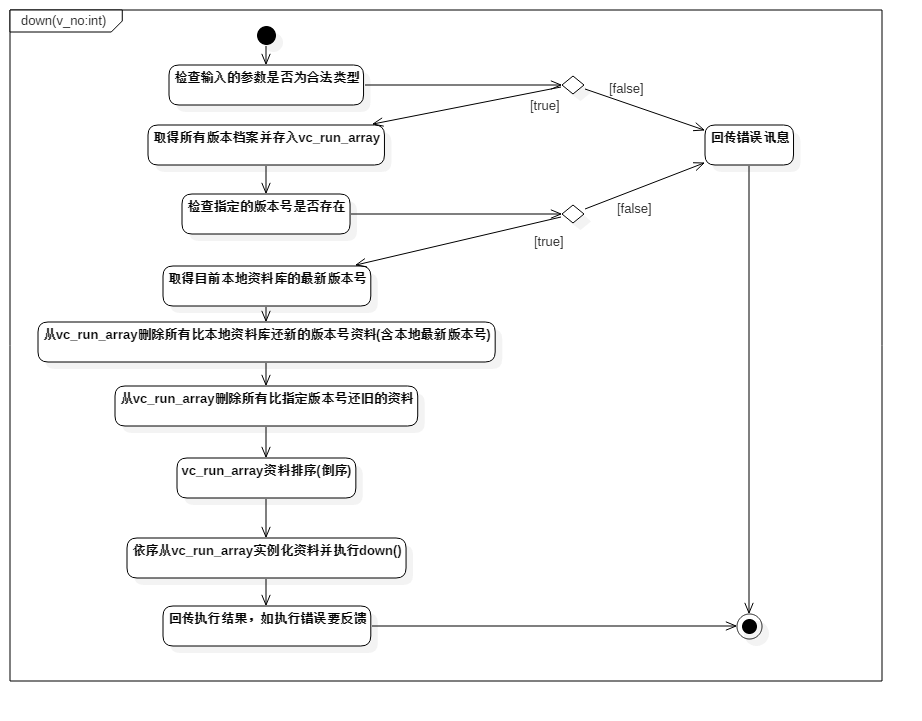 down(v_no:int)
检查输入的参数是否为合法类型
[false]
[true]
取得所有版本档案并存入vc_run_array
回传错误讯息
检查指定的版本号是否存在
[false]
[true]
取得目前本地资料库的最新版本号
从vc_run_array删除所有比本地资料库还新的版本号资料(含本地最新版本号)
从vc_run_array删除所有比指定版本号还旧的资料
vc_run_array资料排序(倒序)
依序从vc_run_array实例化资料并执行down()
回传执行结果，如执行错误要反馈